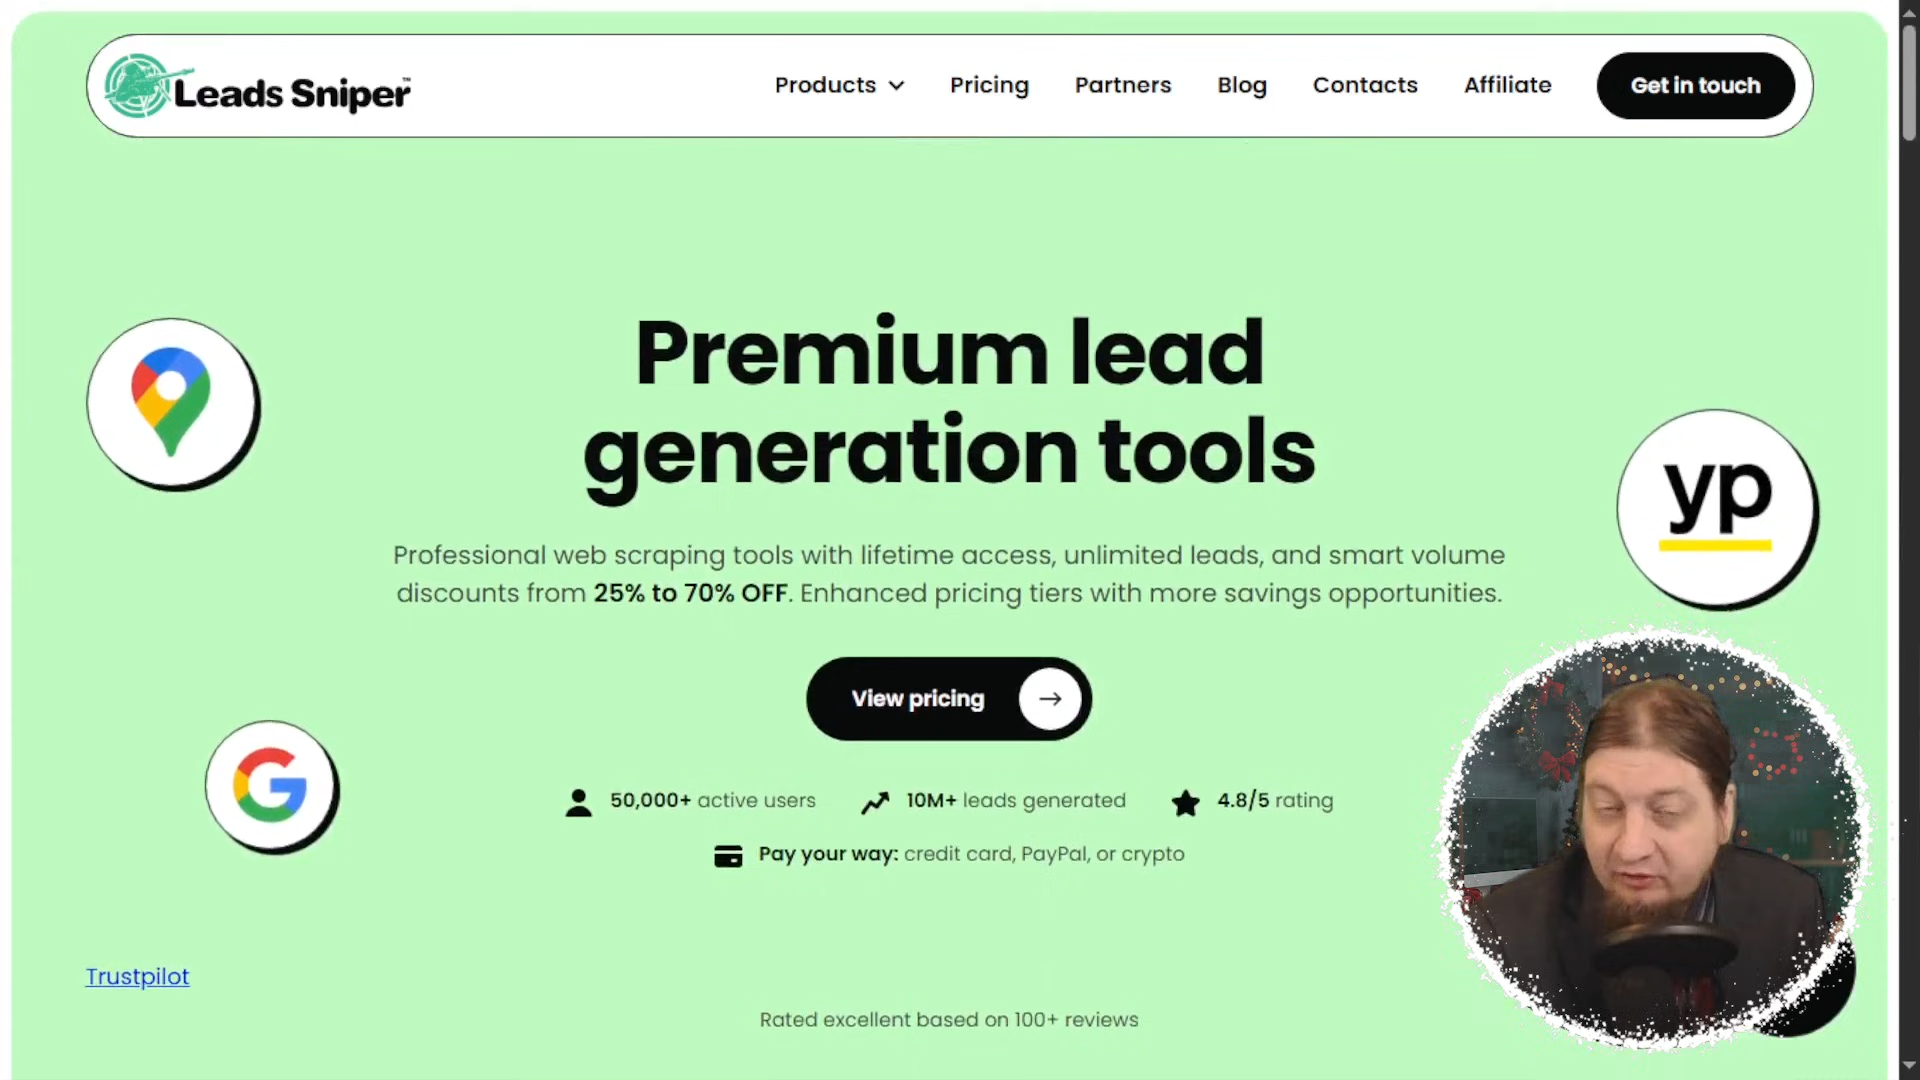 Leads Sniper™
Products
Pricing
Partners
Blog
Contacts
Affiliate
Get in touch
Premium lead
generation tools
yp
Professional web scraping tools with lifetime access, unlimited leads, and smart volume
discounts from 25% to 70% OFF. Enhanced pricing tiers with more savings opportunities.
View pricing
G
50,000+ active users
10M+ leads generated
4.8/5 rating
Pay your way: credit card, PayPal, or crypto
Trustpilot
Rated excellent based on 100+ reviews